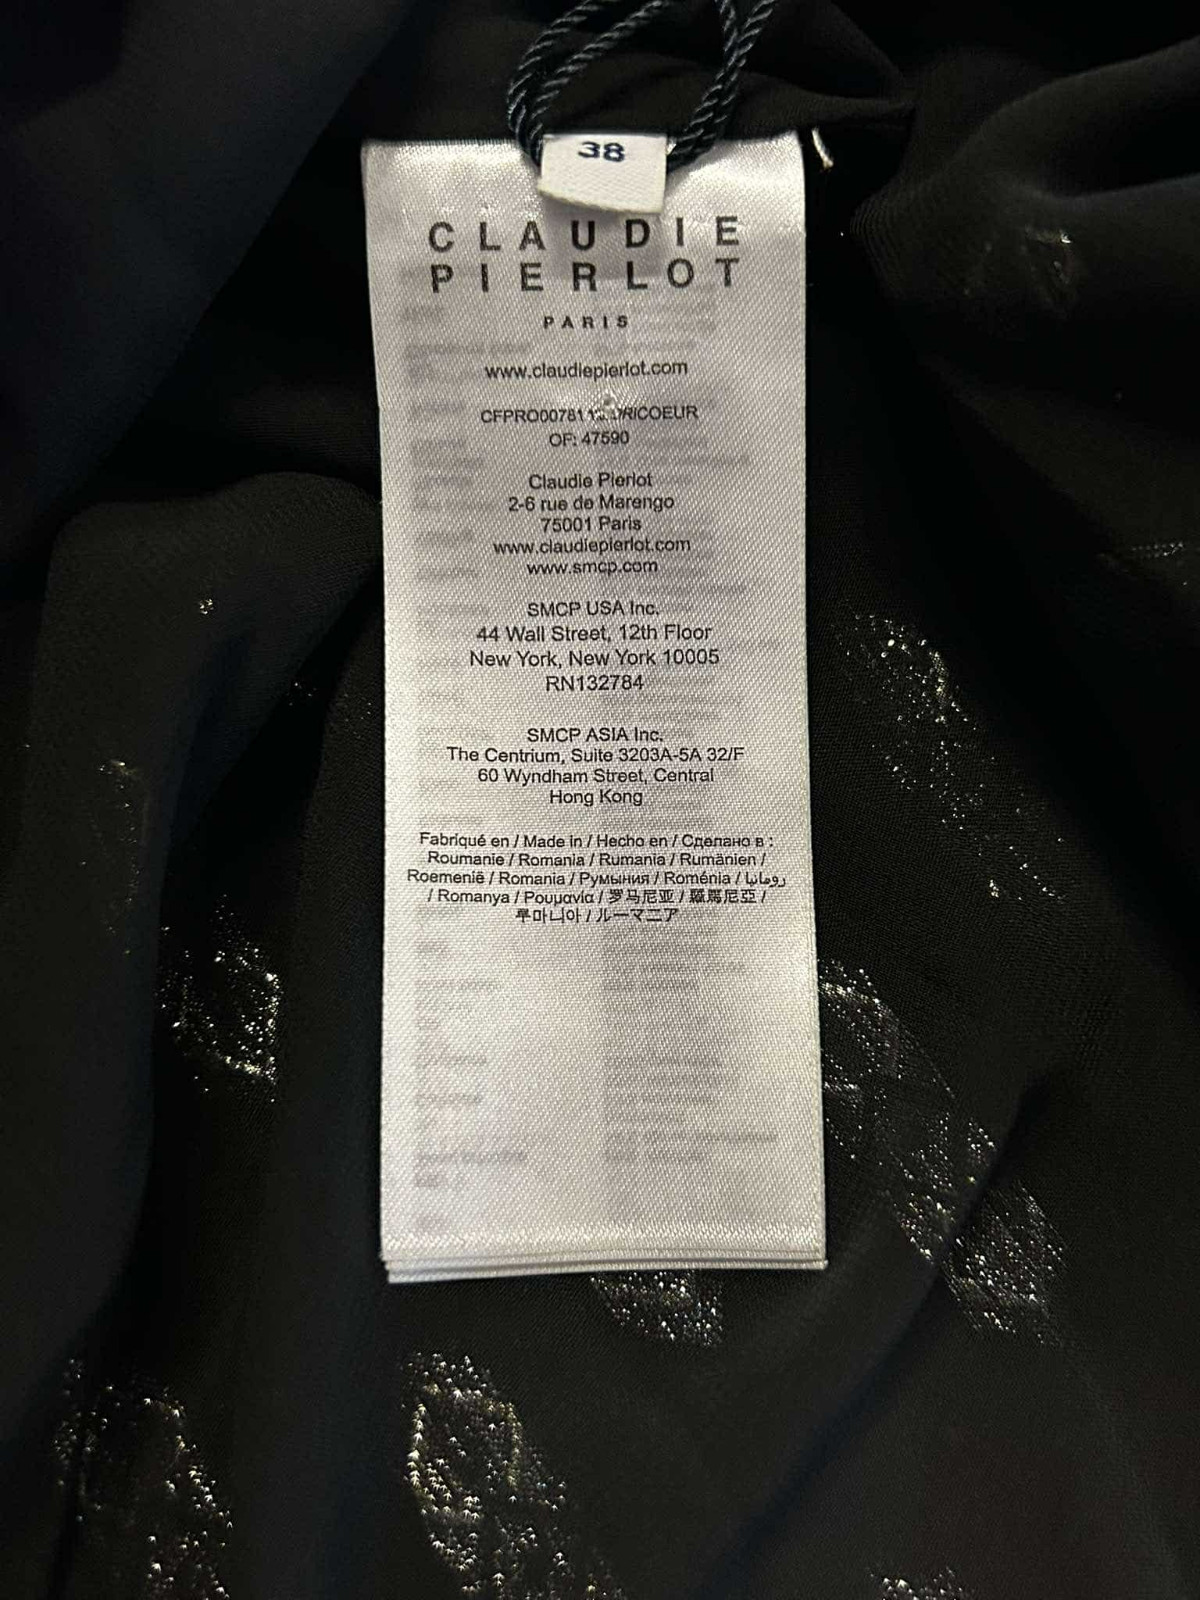 38
CLAUDIE
PIERLOT
PARIS
www.claudiepierlot.com
OF: 47590
Claudie Pierlot
2-6 rue de Marengo
75001 Paris
www.claudiepierlot.com
www.smcp.com
SMCP USA Inc.
44 Wall Street, 12th Floor
New York, New York 10005
RN132784
SMCP ASIA Inc.
The Centrium, Suite 3203A-5A 32/F
60 Wyndham Street, Central
Hong Kong
Fabriqué en / Made in / Hecho en / Сделано в :
Roumanie / Romania / Rumania / Rumänien /
Roemenië / Romania / Румыния / Roménia / رومانيا
/ Romanya / Ρουμανία / 罗马尼亚 / 羅馬尼亞 /
루마니아 / ルーマニア